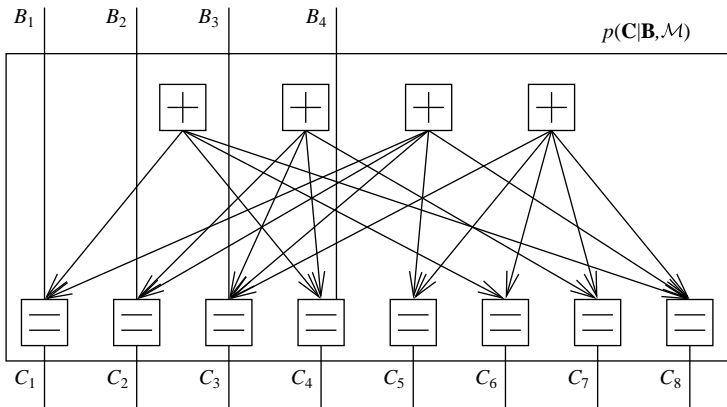 B₁ B₂ B₃ B₄
p(C|B,ℳ)
+ + + +
= = = = = = = =
C₁ C₂ C₃ C₄ C₅ C₆ C₇ C₈